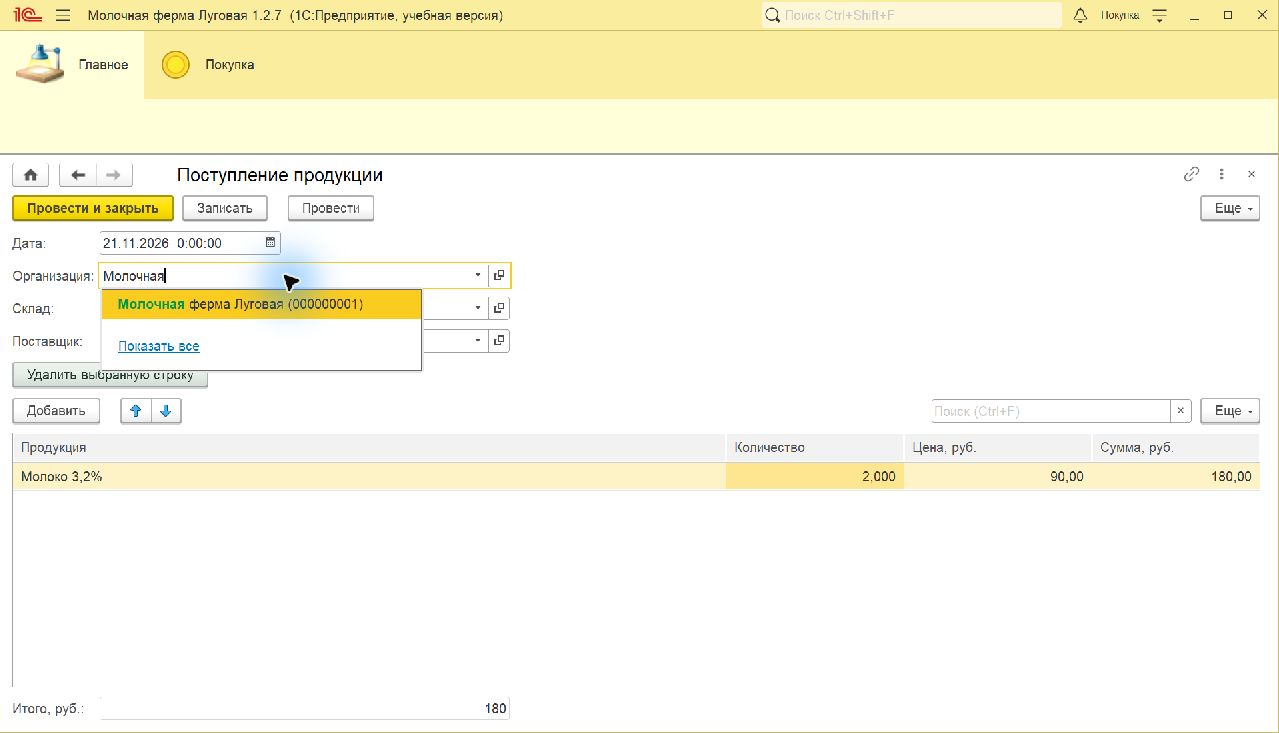 1С Молочная ферма Луговая 1.2.7 (1С:Предприятие, учебная версия) Поиск Ctrl+Shift+F Покупка
Главное Покупка
Поступление продукции
Провести и закрыть Записать Провести Еще
Дата: 21.11.2026 0:00:00
Организация: Молочная
Молочная ферма Луговая (000000001)
Склад:
Показать все
Поставщик:
Удалить выбранную строку
Добавить Поиск (Ctrl+F) × Еще
Продукция Количество Цена, руб. Сумма, руб.
Молоко 3,2% 2,000 90,00 180,00
Итого, руб.: 180